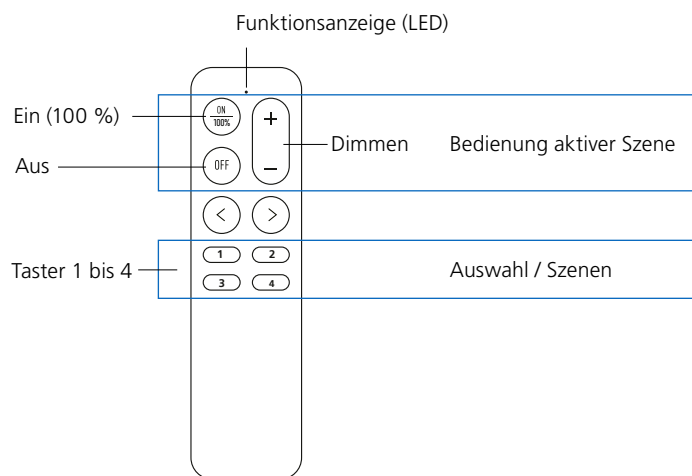 Funktionsanzeige (LED)
Ein (100 %)
ON
100%
+
Dimmen
Bedienung aktiver Szene
Aus
OFF
–
< >
Taster 1 bis 4
1 2
Auswahl / Szenen
3 4